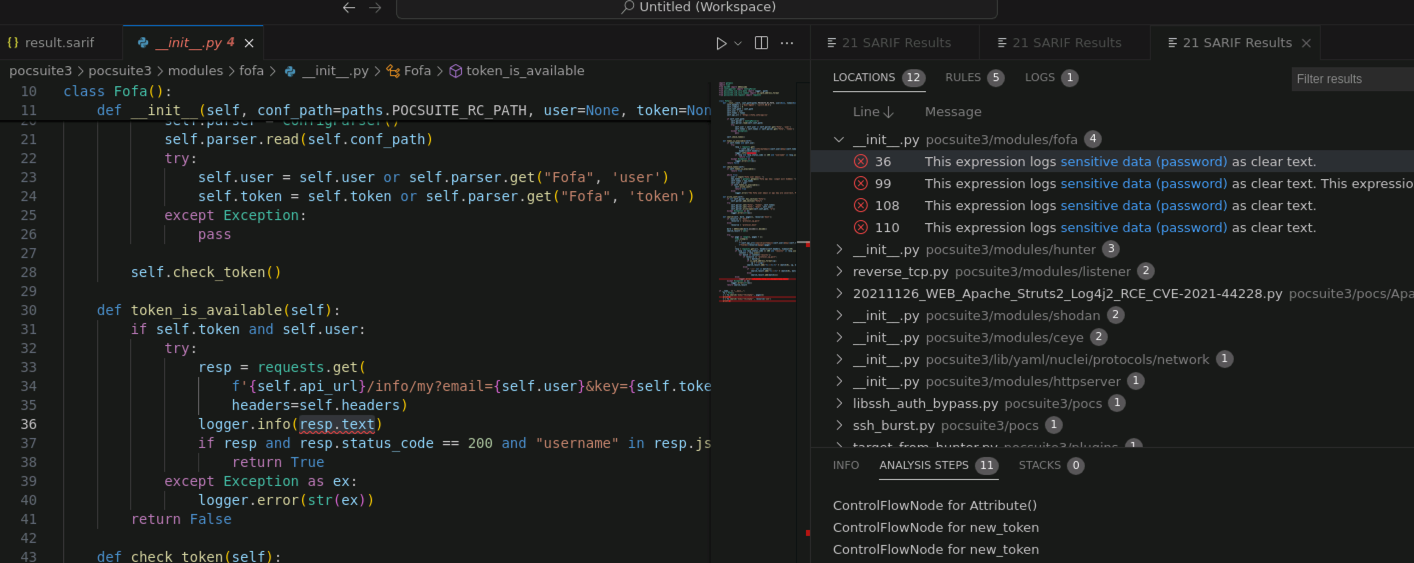 Untitled (Workspace)
result.sarif
__init__.py 4
pocsuite3 > pocsuite3 > modules > fofa > __init__.py > Fofa > token_is_available
10 class Fofa():
11 def __init__(self, conf_path=paths.POCSUITE_RC_PATH, user=None, token=Non
21 self.parser.read(self.conf_path)
22 try:
23 self.user = self.user or self.parser.get("Fofa", 'user')
24 self.token = self.token or self.parser.get("Fofa", 'token')
25 except Exception:
26 pass
27
28 self.check_token()
29
30 def token_is_available(self):
31 if self.token and self.user:
32 try:
33 resp = requests.get(
34 f'{self.api_url}/info/my?email={self.user}&key={self.toke
35 headers=self.headers)
36 logger.info(resp.text)
37 if resp and resp.status_code == 200 and "username" in resp.js
38 return True
39 except Exception as ex:
40 logger.error(str(ex))
41 return False
42
43 def check_token(self):
21 SARIF Results
21 SARIF Results
21 SARIF Results
LOCATIONS 12 RULES 5 LOGS 1
Filter results
Line Message
__init__.py pocsuite3/modules/fofa 4
36 This expression logs sensitive data (password) as clear text.
99 This expression logs sensitive data (password) as clear text. This expressio
108 This expression logs sensitive data (password) as clear text.
110 This expression logs sensitive data (password) as clear text.
__init__.py pocsuite3/modules/hunter 3
reverse_tcp.py pocsuite3/modules/listener 2
20211126_WEB_Apache_Struts2_Log4j2_RCE_CVE-2021-44228.py pocsuite3/pocs/Apa
__init__.py pocsuite3/modules/shodan 2
__init__.py pocsuite3/modules/ceye 2
__init__.py pocsuite3/lib/yaml/nuclei/protocols/network 1
__init__.py pocsuite3/modules/httpserver 1
libssh_auth_bypass.py pocsuite3/pocs 1
ssh_burst.py pocsuite3/pocs 1
target_from_hunter.py pocsuite3/plugins 1
INFO ANALYSIS STEPS 11 STACKS 0
ControlFlowNode for Attribute()
ControlFlowNode for new_token
ControlFlowNode for new_token